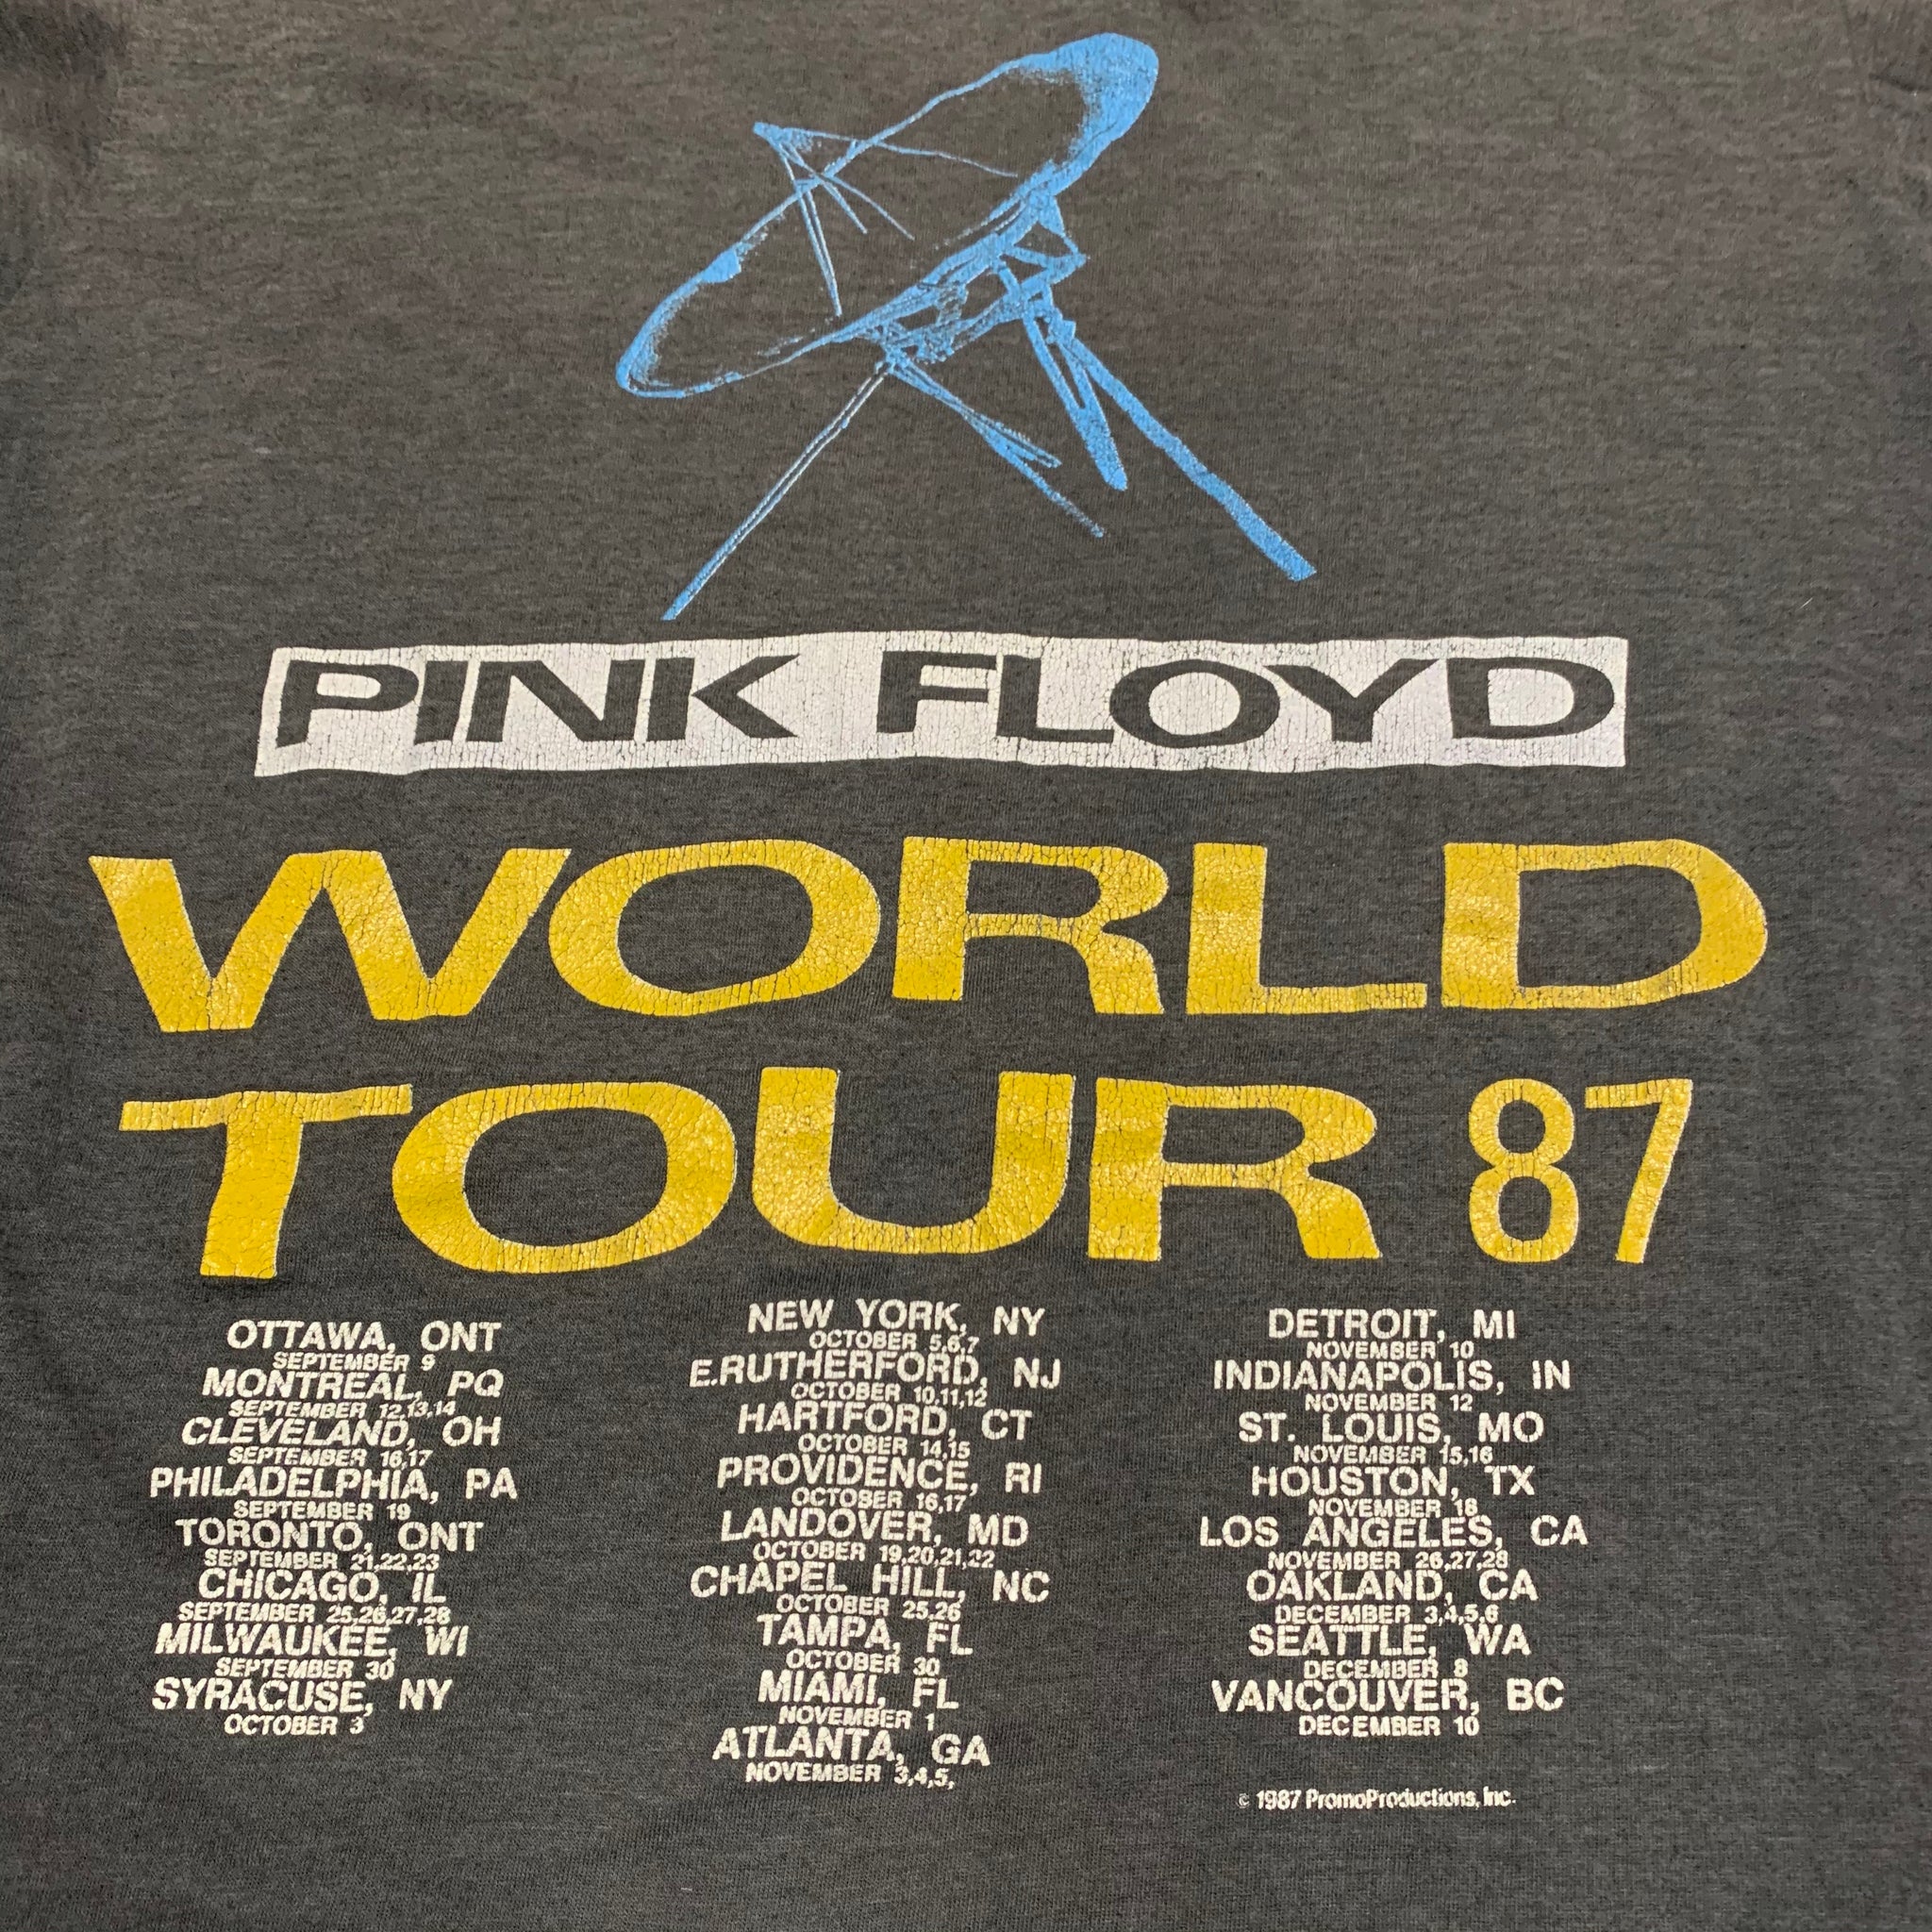 PINK FLOYD
WORLD
TOUR 87
OTTAWA, ONT
SEPTEMBER 9
MONTREAL, PQ
SEPTEMBER 12,13,14
CLEVELAND, OH
SEPTEMBER 16,17
PHILADELPHIA, PA
SEPTEMBER 19
TORONTO, ONT
SEPTEMBER 21,22,23
CHICAGO, IL
SEPTEMBER 25,26,27,28
MILWAUKEE, WI
SEPTEMBER 30
SYRACUSE, NY
OCTOBER 3
NEW YORK, NY
OCTOBER 5,6,7
E.RUTHERFORD, NJ
OCTOBER 10,11,12
HARTFORD, CT
OCTOBER 14,15
PROVIDENCE, RI
OCTOBER 16,17
LANDOVER, MD
OCTOBER 19,20,21,22
CHAPEL HILL, NC
OCTOBER 25,26
TAMPA, FL
OCTOBER 30
MIAMI, FL
NOVEMBER 1
ATLANTA, GA
NOVEMBER 3,4,5,
DETROIT, MI
NOVEMBER 10
INDIANAPOLIS, IN
NOVEMBER 12
ST. LOUIS, MO
NOVEMBER 15,16
HOUSTON, TX
NOVEMBER 18
LOS ANGELES, CA
NOVEMBER 26,27,28
OAKLAND, CA
DECEMBER 3,4,5,6
SEATTLE, WA
DECEMBER 8
VANCOUVER, BC
DECEMBER 10
© 1987 PromoProductions, Inc.